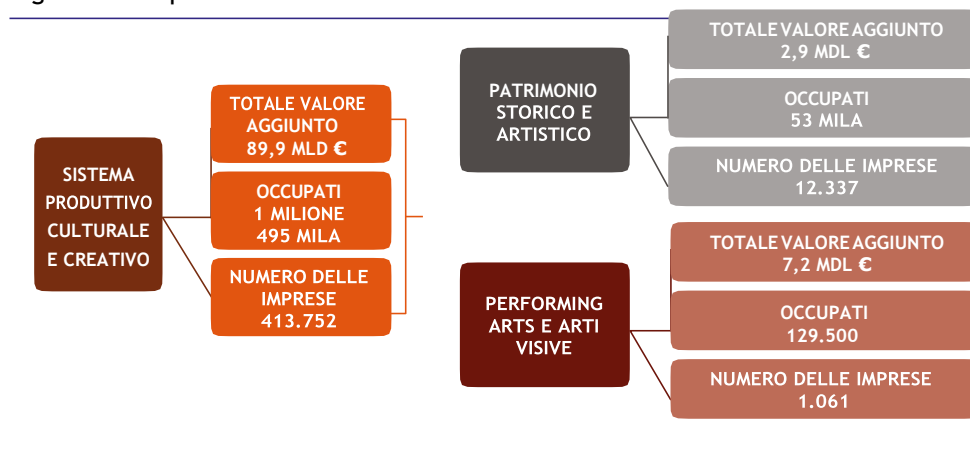 SISTEMA
PRODUTTIVO
CULTURALE
E CREATIVO
TOTALE VALORE
AGGIUNTO
89,9 MLD €
OCCUPATI
1 MILIONE
495 MILA
NUMERO DELLE
IMPRESE
413.752
PATRIMONIO
STORICO E
ARTISTICO
TOTALE VALORE AGGIUNTO
2,9 MDL €
OCCUPATI
53 MILA
NUMERO DELLE IMPRESE
12.337
PERFORMING
ARTS E ARTI
VISIVE
TOTALE VALORE AGGIUNTO
7,2 MDL €
OCCUPATI
129.500
NUMERO DELLE IMPRESE
1.061